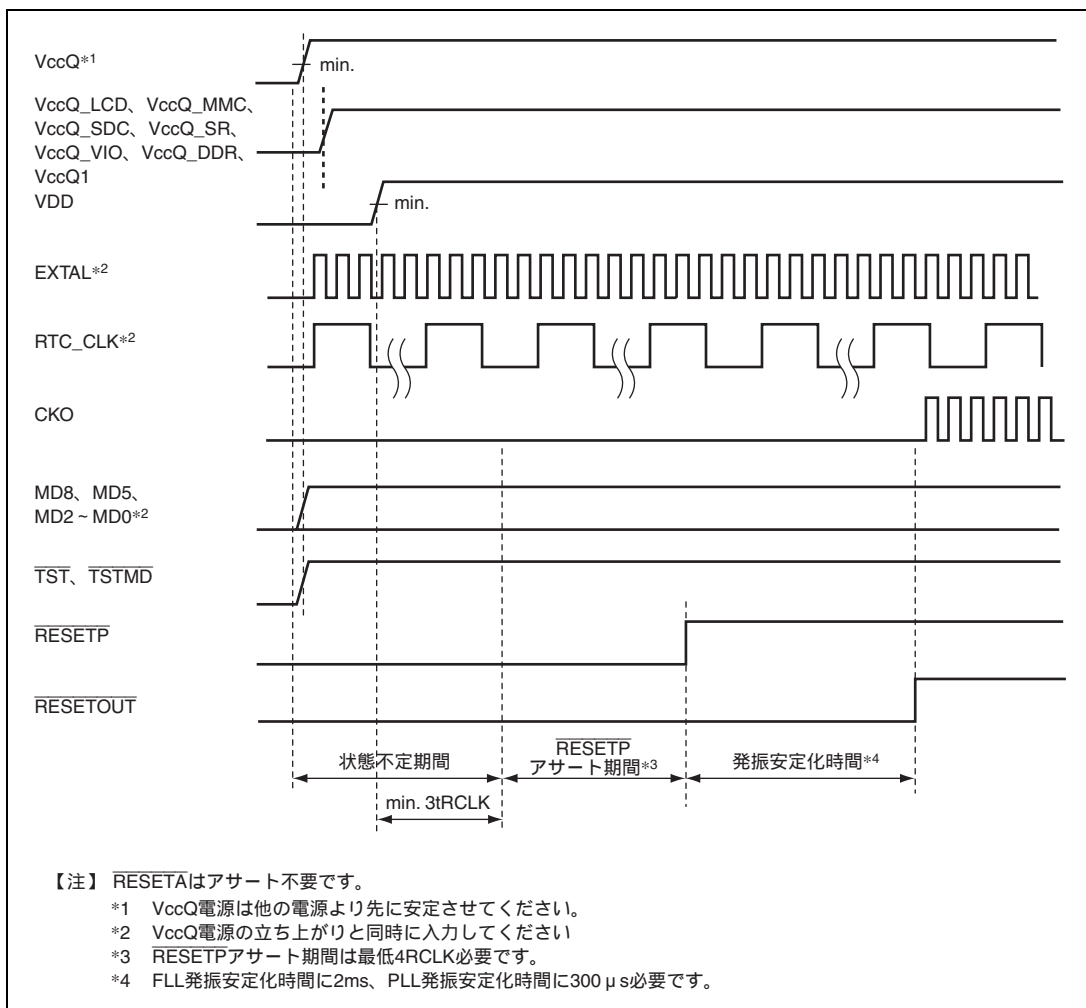 VccQ*1
min.
VccQ_LCD、VccQ_MMC、
VccQ_SDC、VccQ_SR、
VccQ_VIO、VccQ_DDR、
VccQ1
VDD
min.
EXTAL*2
RTC_CLK*2
CKO
MD8、MD5、
MD2 ~ MD0*2
TST、TSTMD
RESETP
RESETOUT
状態不定期間
RESETP
アサート期間*3
発振安定化時間*4
min. 3tRCLK
【注】 RESETAはアサート不要です。
*1 VccQ電源は他の電源より先に安定させてください。
*2 VccQ電源の立ち上がりと同時に入力してください
*3 RESETPアサート期間は最低4RCLK必要です。
*4 FLL発振安定化時間に2ms、PLL発振安定化時間に300 μ s必要です。